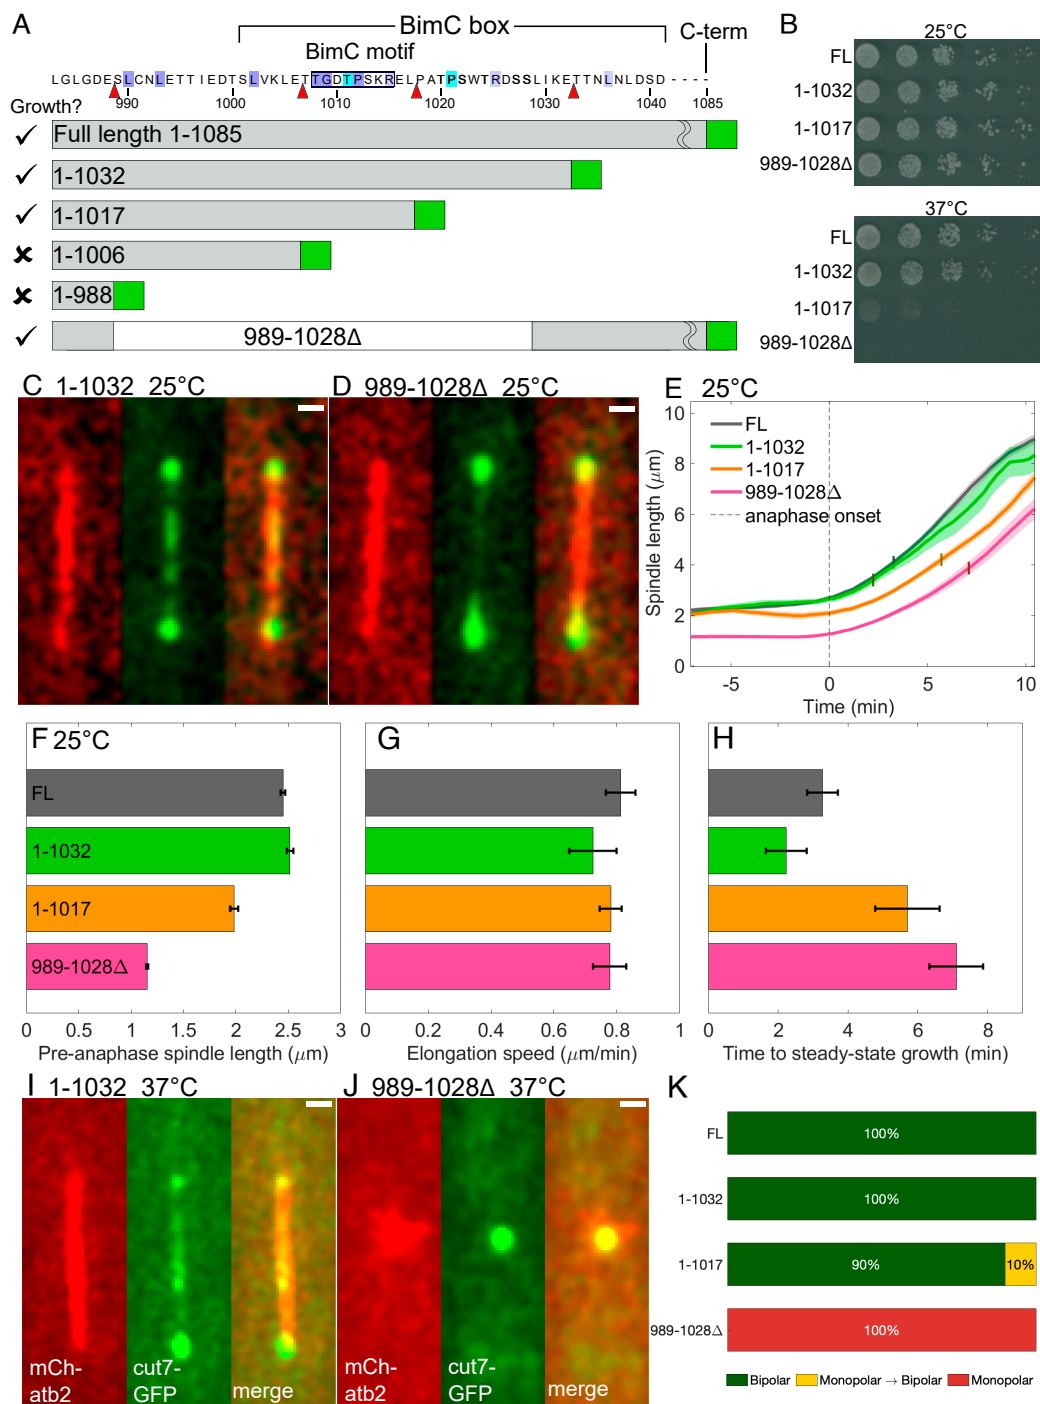 A
BimC box
C-term
BimC motif
LGLGDESLCNLETTIEDTSLVKLETTGDTPSKRELPATPSWTRDSSLIKETTNLNLDSD - - - -
990 1000 1010 1020 1030 1040 1085
Growth?
✓ Full length 1-1085
✓ 1-1032
✓ 1-1017
✘ 1-1006
✘ 1-988
✓ 989-1028Δ
B
25°C
FL
1-1032
1-1017
989-1028Δ
37°C
FL
1-1032
1-1017
989-1028Δ
C 1-1032 25°C
D 989-1028Δ 25°C
E 25°C
FL
1-1032
1-1017
989-1028Δ
anaphase onset
Spindle length (μm)
10
8
6
4
2
0
-5 0 5 10
Time (min)
F 25°C
FL
1-1032
1-1017
989-1028Δ
0 0.5 1 1.5 2 2.5 3
Pre-anaphase spindle length (μm)
G
0 0.2 0.4 0.6 0.8 1
Elongation speed (μm/min)
H
0 2 4 6 8
Time to steady-state growth (min)
I 1-1032 37°C
mCh-
atb2
cut7-
GFP
merge
J 989-1028Δ 37°C
mCh-
atb2
cut7-
GFP
merge
K
FL 100%
1-1032 100%
1-1017 90% 10%
989-1028Δ 100%
Bipolar Monopolar → Bipolar Monopolar